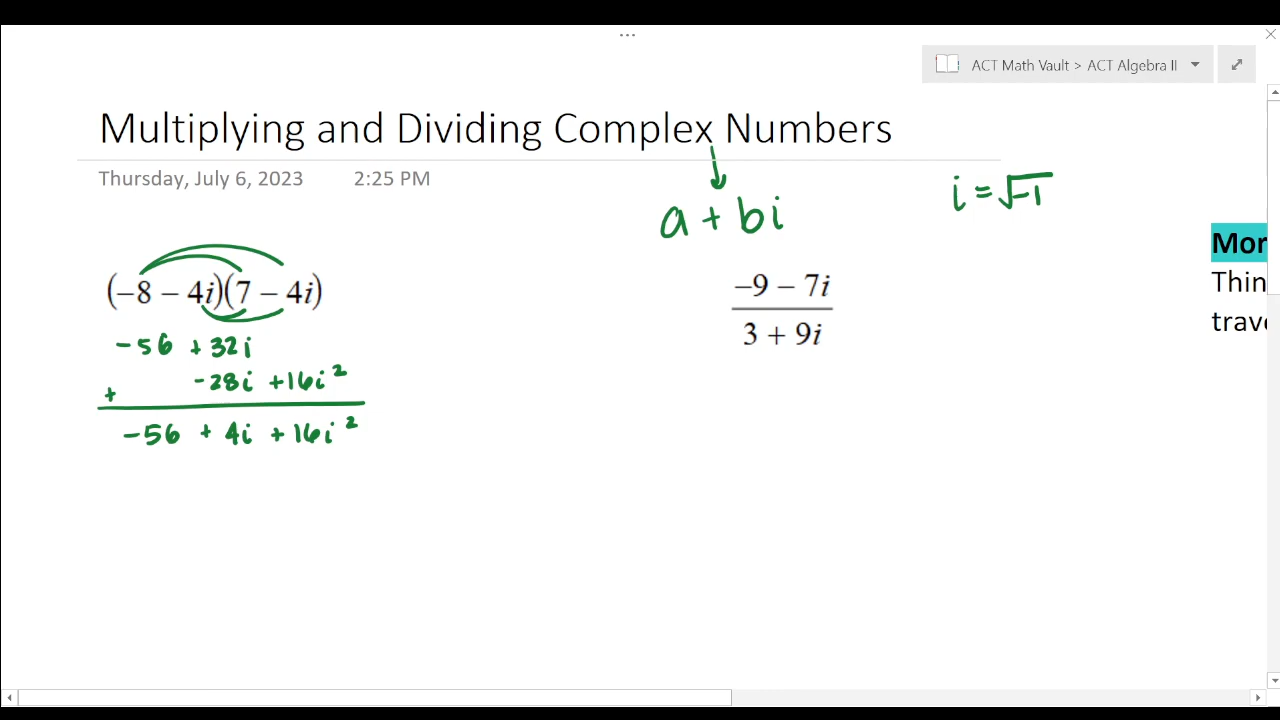 ACT Math Vault > ACT Algebra II
Multiplying and Dividing Complex Numbers
Thursday, July 6, 2023 2:25 PM
i = √-1
a + bi
Mor
(−8 − 4i)(7 − 4i)
−9 − 7i
3 + 9i
Thin
trave
-56 + 32i
+ -28i +16i²
-56 + 4i + 16i²